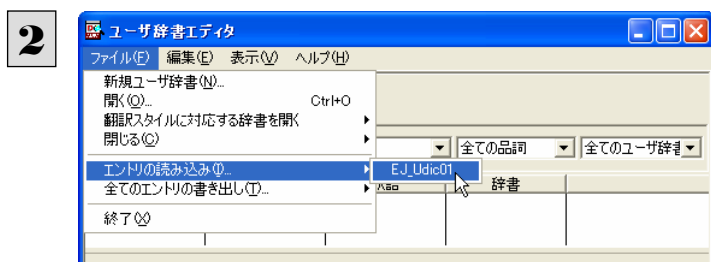 2
ユーザ辞書エディタ
ファイル(F) 編集(E) 表示(V) ヘルプ(H)
新規ユーザ辞書(N)...
開く(O)... Ctrl+O
翻訳スタイルに対応する辞書を開く
閉じる(C)
全ての品詞 全てのユーザ辞書
エントリの読み込み(I)... EJ_Udic01
全てのエントリの書き出し(T)... 辞書
終了(X)